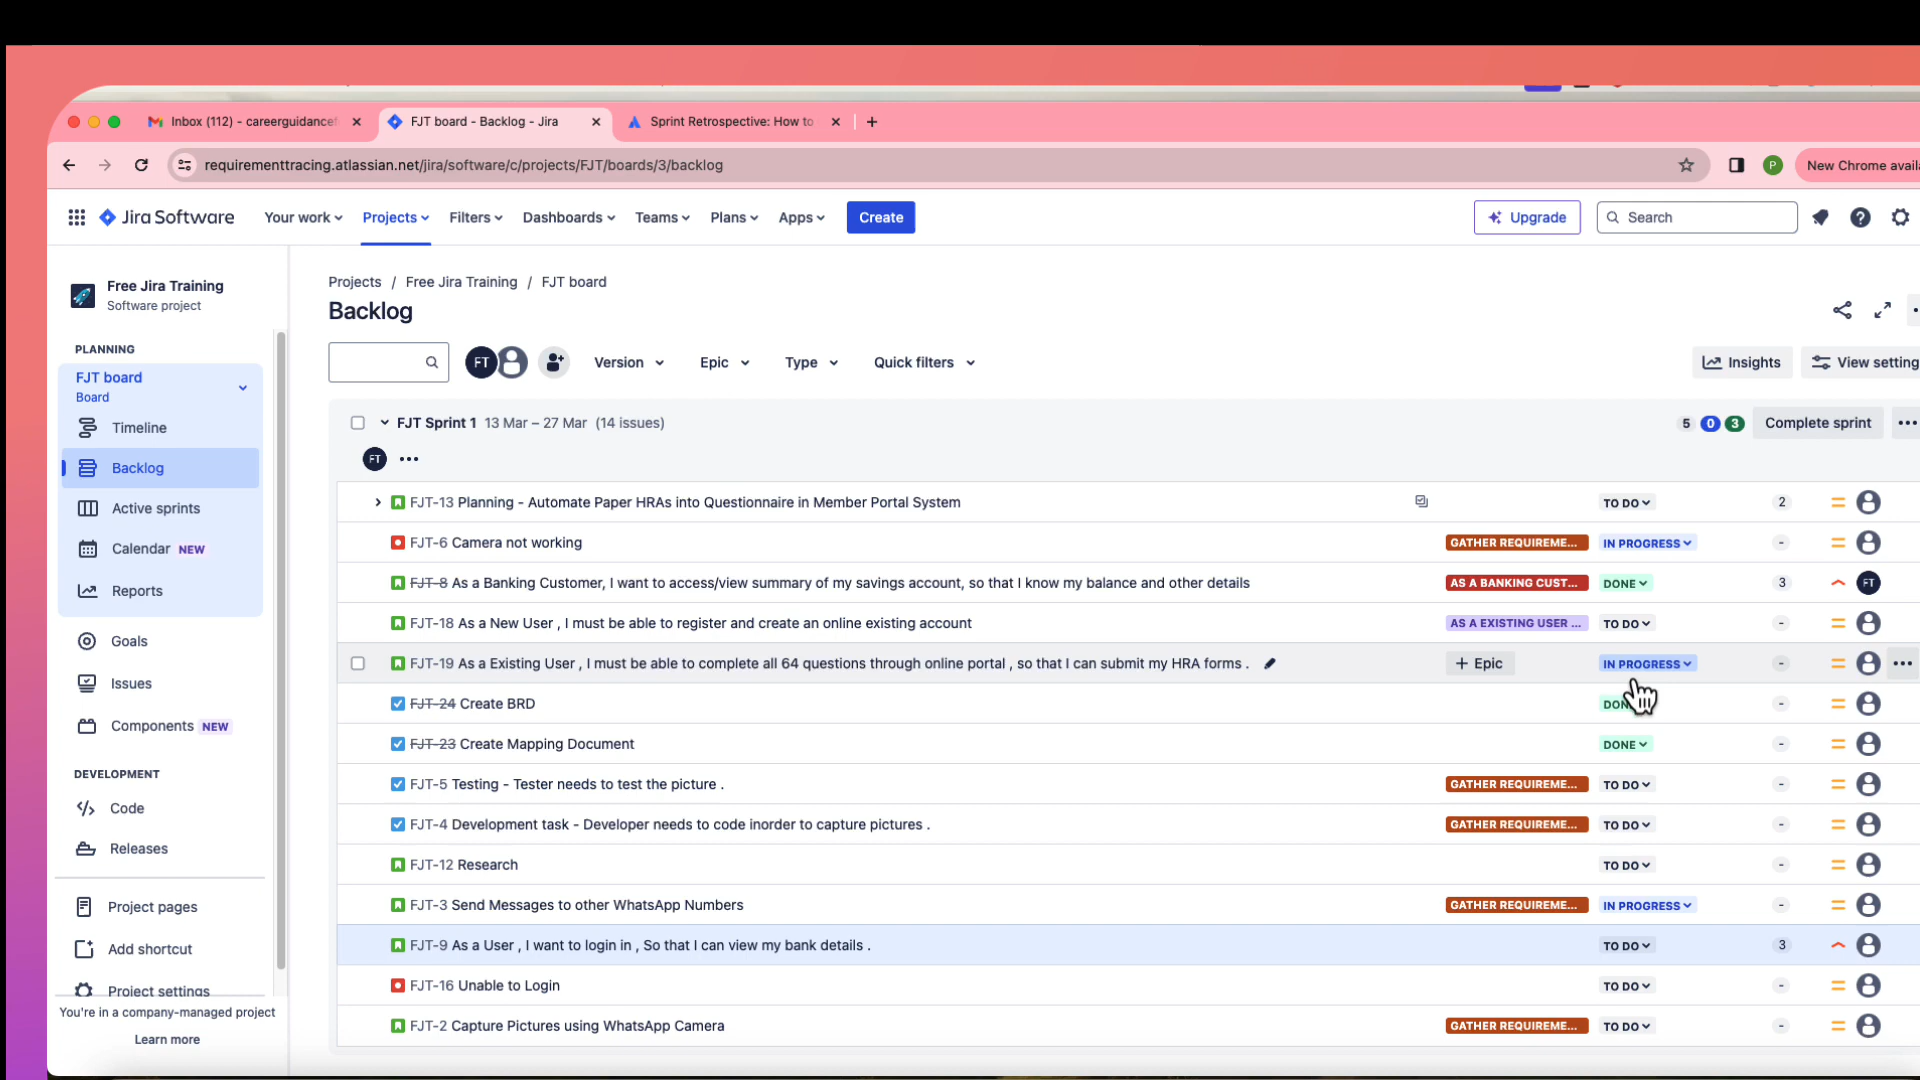 Inbox (112) - careerguidancef
FJT board - Backlog - Jira
Sprint Retrospective: How to
requirementtracing.atlassian.net/jira/software/c/projects/FJT/boards/3/backlog
P
New Chrome avail
Jira Software
Your work
Projects
Filters
Dashboards
Teams
Plans
Apps
Create
Upgrade
Search
Free Jira Training
Software project
PLANNING
FJT board
Board
Timeline
Backlog
Active sprints
Calendar NEW
Reports
Goals
Issues
Components NEW
DEVELOPMENT
Code
Releases
Project pages
Add shortcut
Project settings
You're in a company-managed project
Learn more
Projects / Free Jira Training / FJT board
Backlog
FT
Version
Epic
Type
Quick filters
Insights
View setting
FJT Sprint 1 13 Mar – 27 Mar (14 issues)
5 0 3 Complete sprint
FT
FJT-13 Planning - Automate Paper HRAs into Questionnaire in Member Portal System TO DO 2
FJT-6 Camera not working GATHER REQUIREME... IN PROGRESS -
FJT-8 As a Banking Customer, I want to access/view summary of my savings account, so that I know my balance and other details AS A BANKING CUST... DONE 3 FT
FJT-18 As a New User , I must be able to register and create an online existing account AS A EXISTING USER ... TO DO -
FJT-19 As a Existing User , I must be able to complete all 64 questions through online portal , so that I can submit my HRA forms . + Epic IN PROGRESS -
FJT-24 Create BRD -
FJT-23 Create Mapping Document DONE -
FJT-5 Testing - Tester needs to test the picture . GATHER REQUIREME... TO DO -
FJT-4 Development task - Developer needs to code inorder to capture pictures . GATHER REQUIREME... TO DO -
FJT-12 Research TO DO -
FJT-3 Send Messages to other WhatsApp Numbers GATHER REQUIREME... IN PROGRESS -
FJT-9 As a User , I want to login in , So that I can view my bank details . TO DO 3
FJT-16 Unable to Login TO DO -
FJT-2 Capture Pictures using WhatsApp Camera GATHER REQUIREME... TO DO -